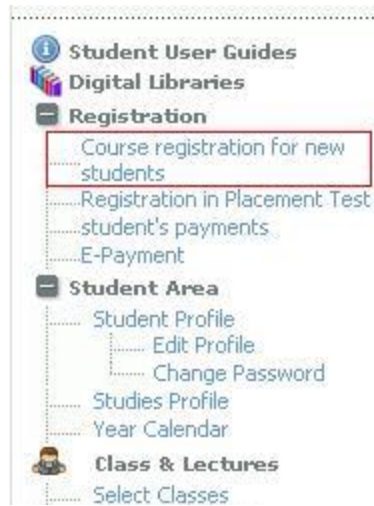 Student User Guides
Digital Libraries
Registration
Course registration for new
students
Registration in Placement Test
student's payments
E-Payment
Student Area
Student Profile
Edit Profile
Change Password
Studies Profile
Year Calendar
Class & Lectures
Select Classes